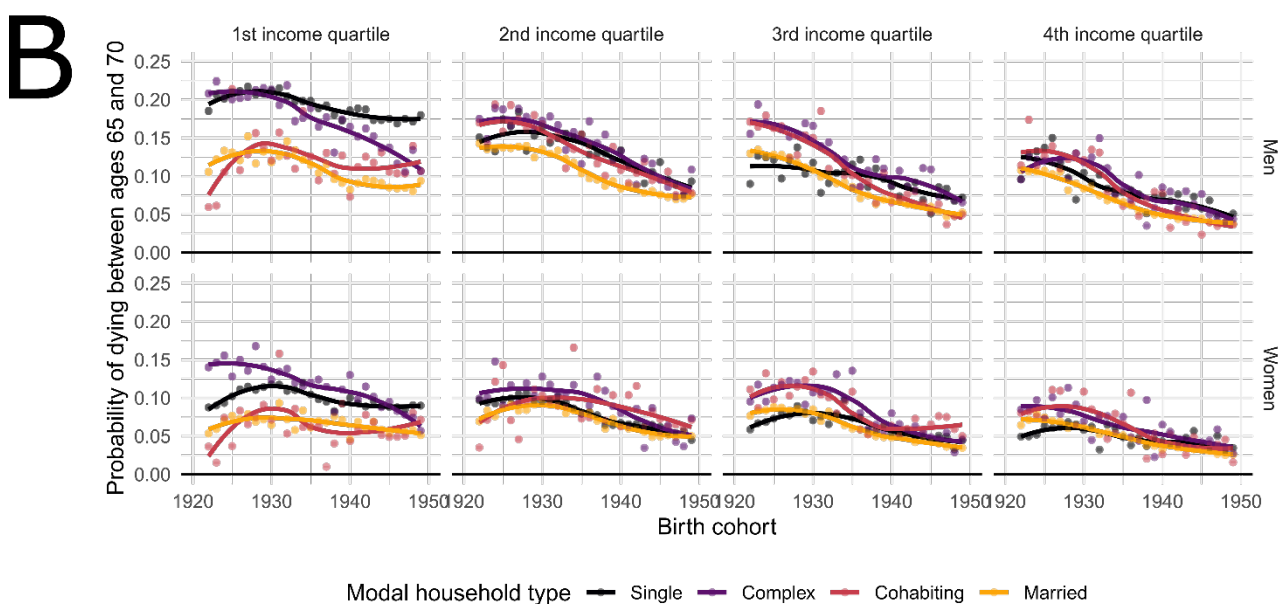 B
Probability of dying between ages 65 and 70
1st income quartile
2nd income quartile
3rd income quartile
4th income quartile
0.25
0.20
0.15
0.10
0.05
0.00
Men
0.25
0.20
0.15
0.10
0.05
0.00
Women
1920 1930 1940 1950
1920 1930 1940 1950
1920 1930 1940 1950
1920 1930 1940 1950
Birth cohort
Modal household type Single Complex Cohabiting Married